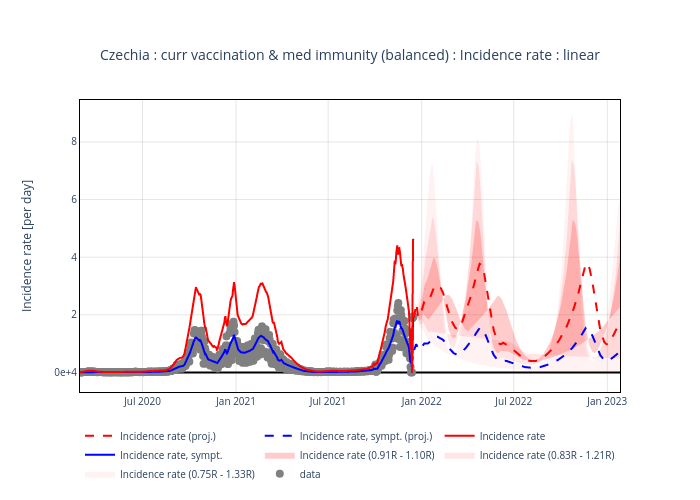 Czechia : curr vaccination & med immunity (balanced) : Incidence rate : linear
Incidence rate [per day]
8
6
4
2
0e+4
Jul 2020 Jan 2021 Jul 2021 Jan 2022 Jul 2022 Jan 2023
Incidence rate (proj.) Incidence rate, sympt. (proj.) Incidence rate
Incidence rate, sympt. Incidence rate (0.91R - 1.10R) Incidence rate (0.83R - 1.21R)
Incidence rate (0.75R - 1.33R) data